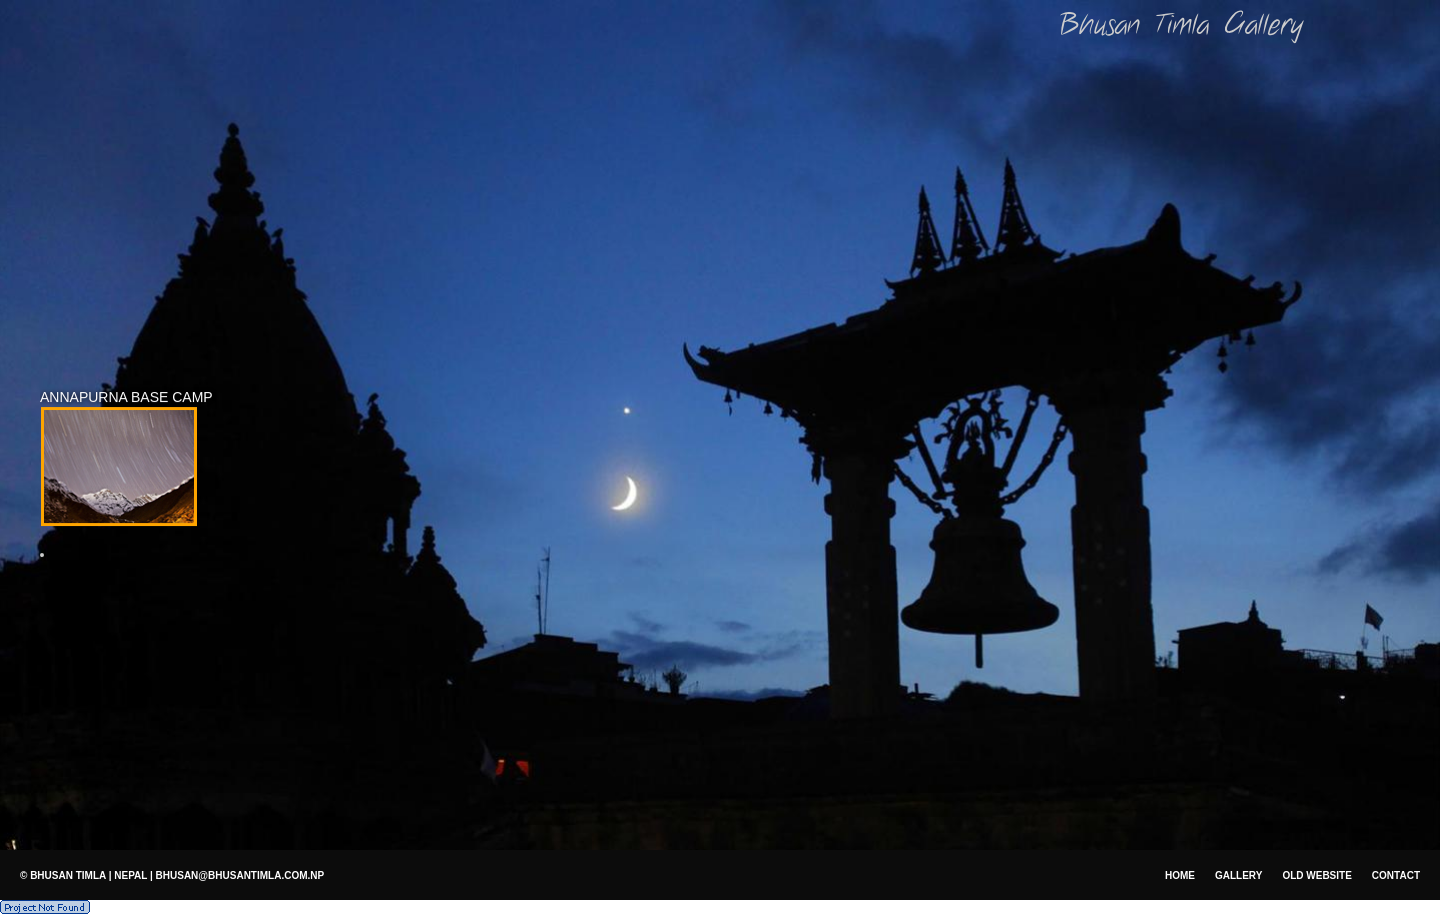 Bhusan Timla Gallery
ANNAPURNA BASE CAMP
© BHUSAN TIMLA | NEPAL | BHUSAN@BHUSANTIMLA.COM.NP
HOME GALLERY OLD WEBSITE CONTACT
Project Not Found